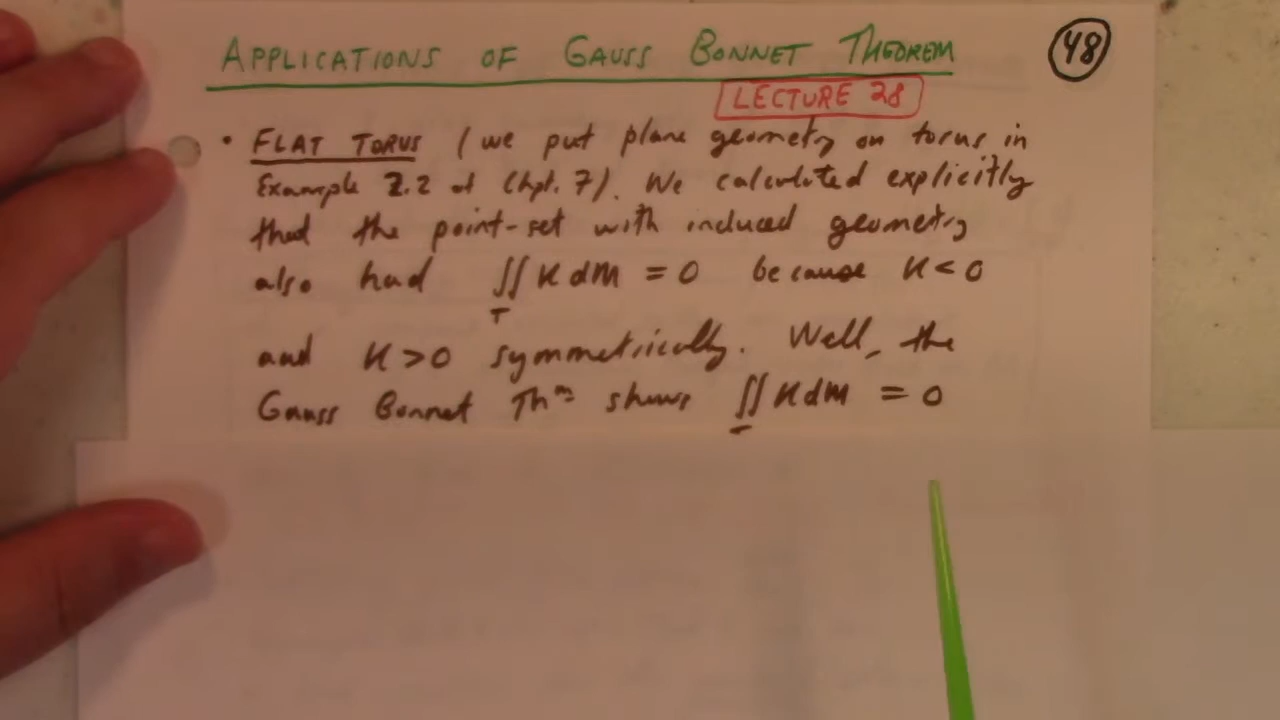 APPLICATIONS OF GAUSS BONNET THEOREM
48
LECTURE 28
• FLAT TORUS (we put plane geometry on torus in
Example 2.2 of Chpt. 7). We calculated explicitly
that the point-set with induced geometry
also had ∬_T K dM = 0 because K < 0
and K > 0 symmetrically. Well, the
Gauss Bonnet Thᵐ shows ∬_T K dM = 0